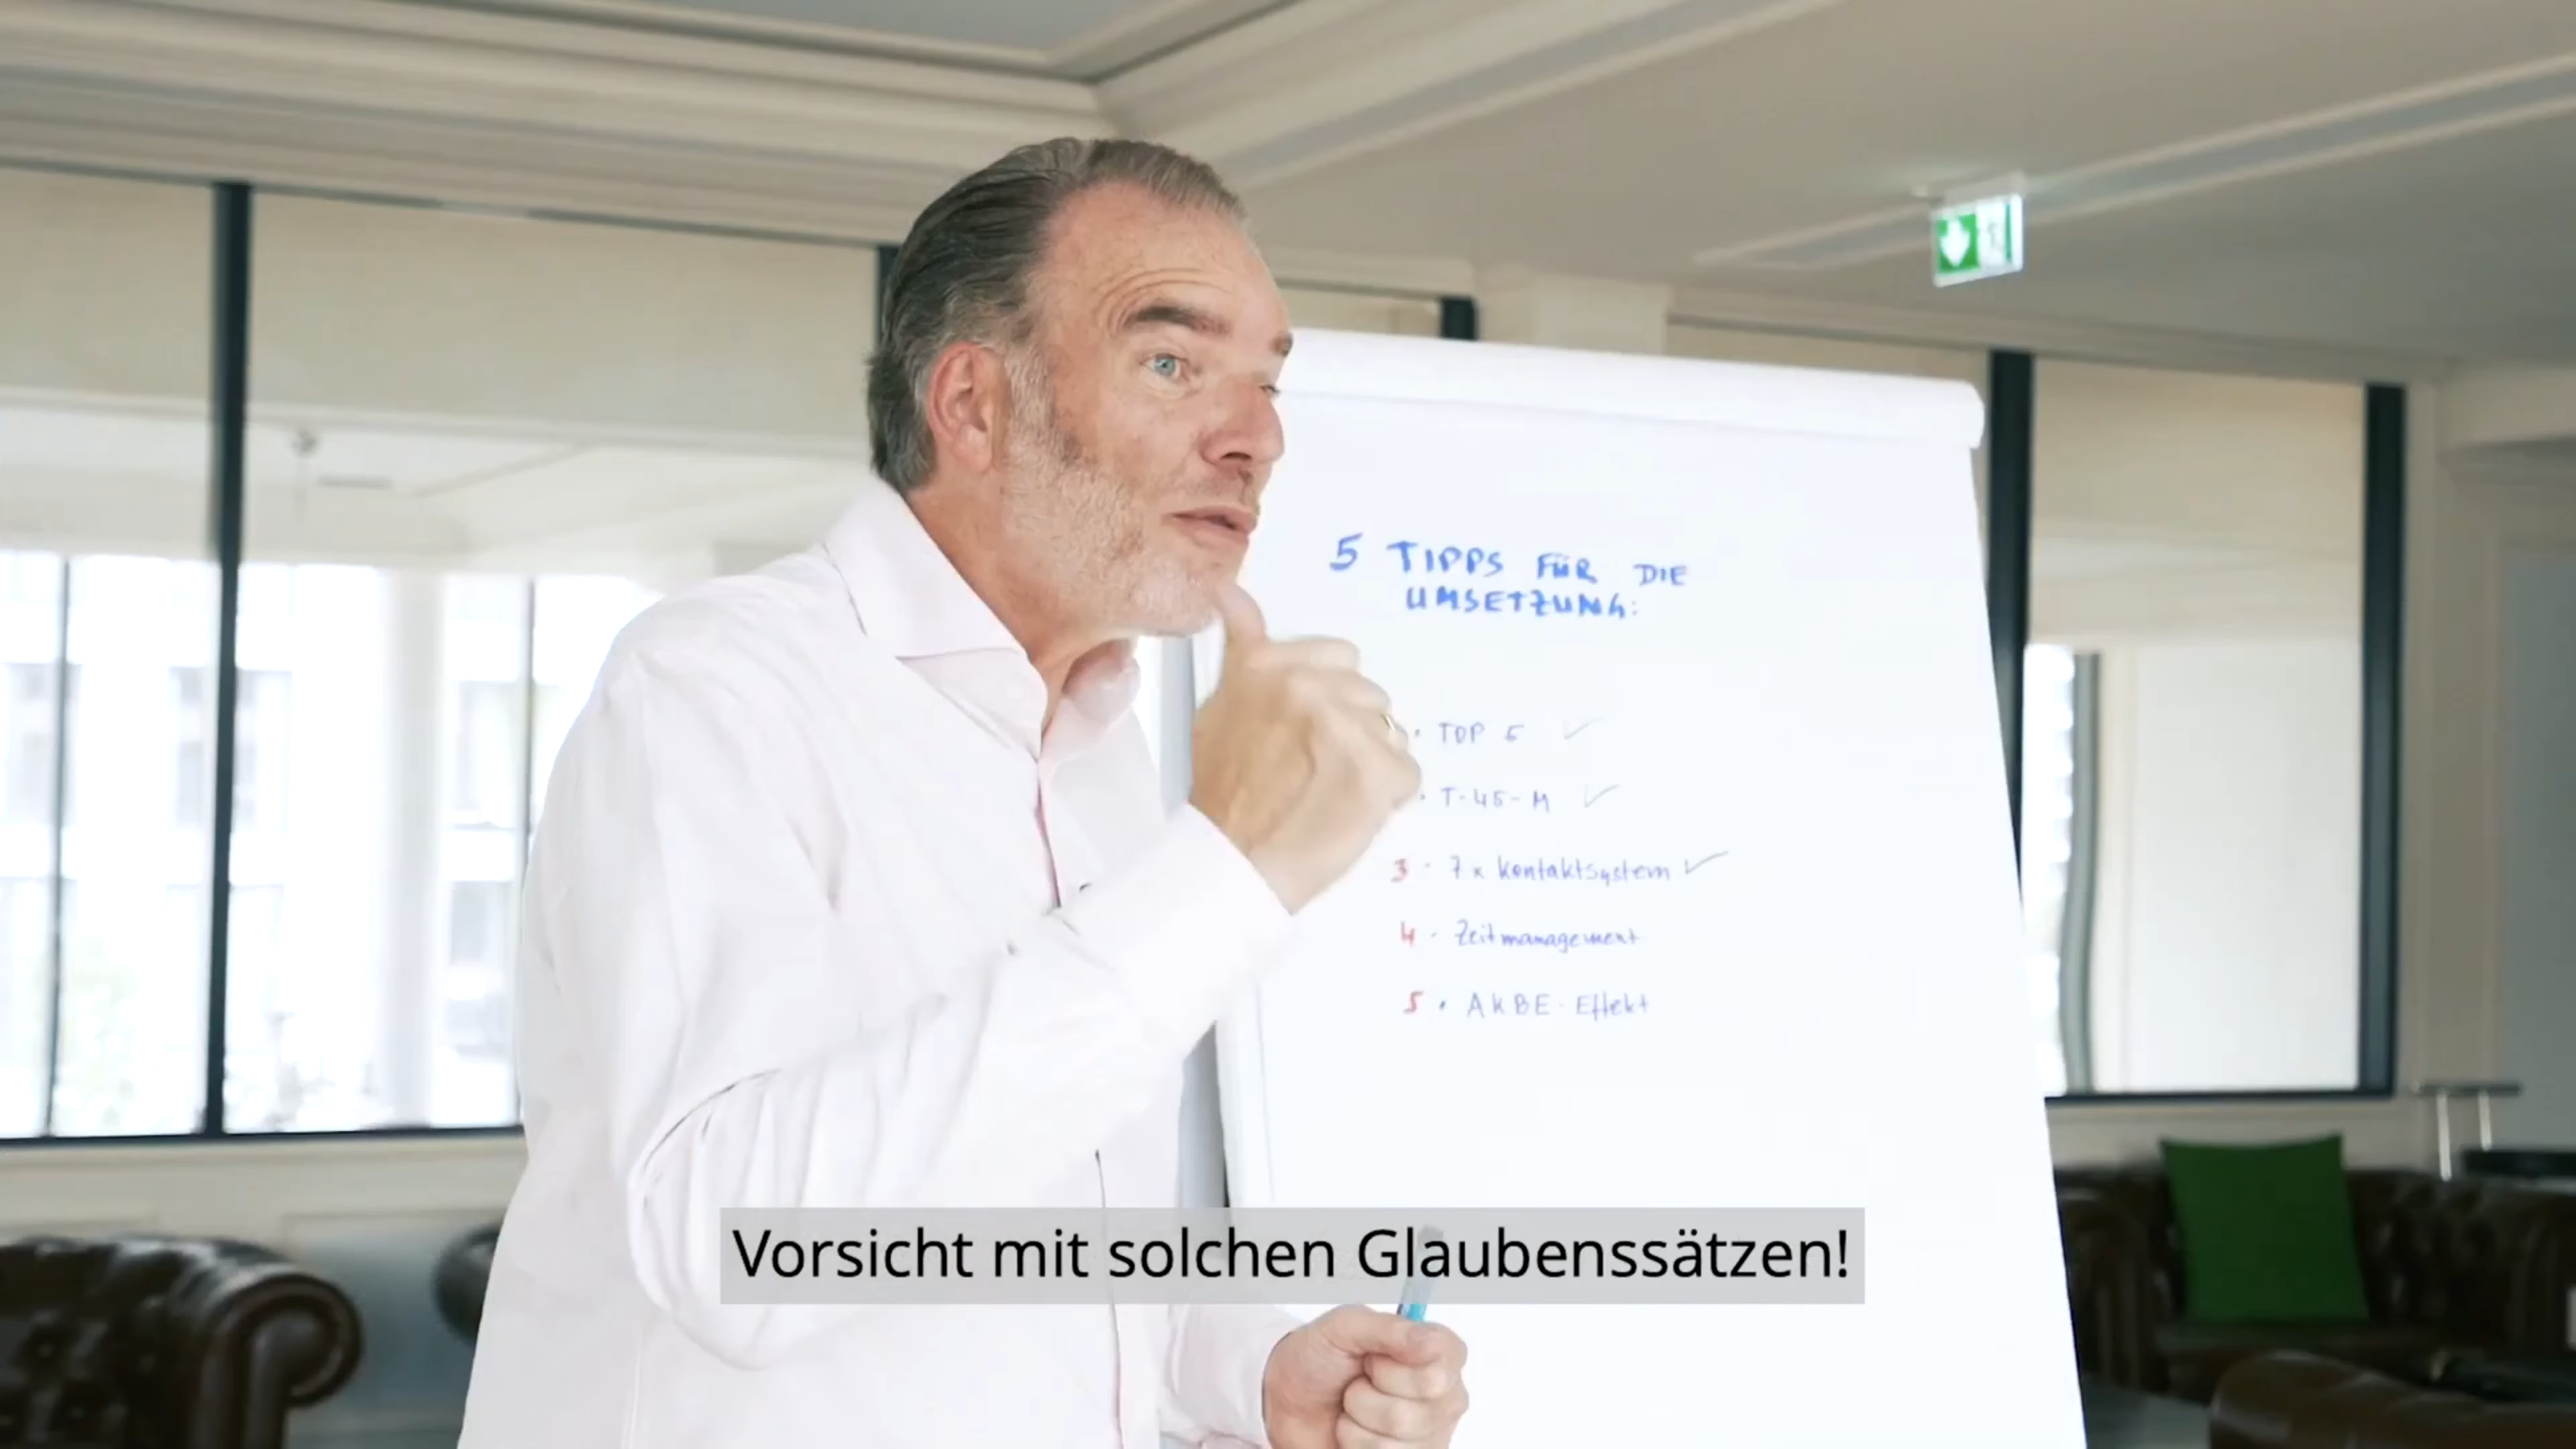 5 TIPPS FÜR DIE
UMSETZUNG:
· TOP 5
· T-45-M
3 · 7x Kontaktsystem
4 · Zeitmanagement
5 · AKBE-Effekt
Vorsicht mit solchen Glaubenssätzen!